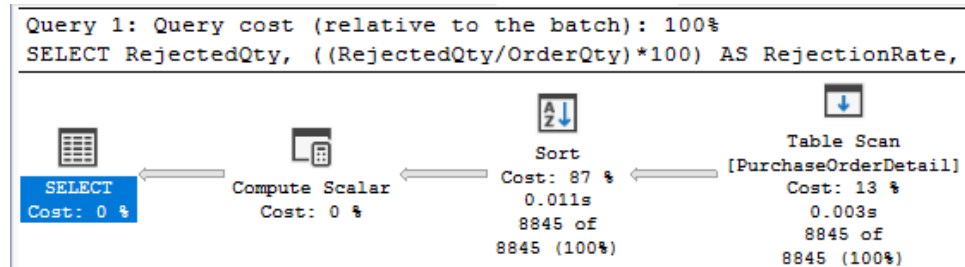 Query 1: Query cost (relative to the batch): 100%
SELECT RejectedQty, ((RejectedQty/OrderQty)*100) AS RejectionRate,
SELECT
Cost: 0 %
Compute Scalar
Cost: 0 %
Sort
Cost: 87 %
0.011s
8845 of
8845 (100%)
Table Scan
[PurchaseOrderDetail]
Cost: 13 %
0.003s
8845 of
8845 (100%)